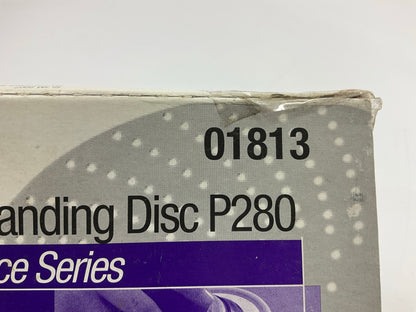 01813
anding Disc P280
ce Series